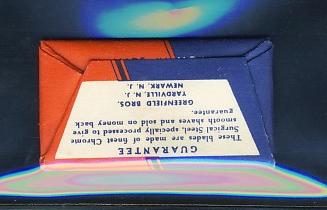 GUARANTEE
These blades are made of finest Chrome
Surgical Steel, specially processed to give
smooth shaves and sold on money back
guarantee.
GREENFIELD BROS.
YARDVILE, N. J.
NEWARK, N. J.